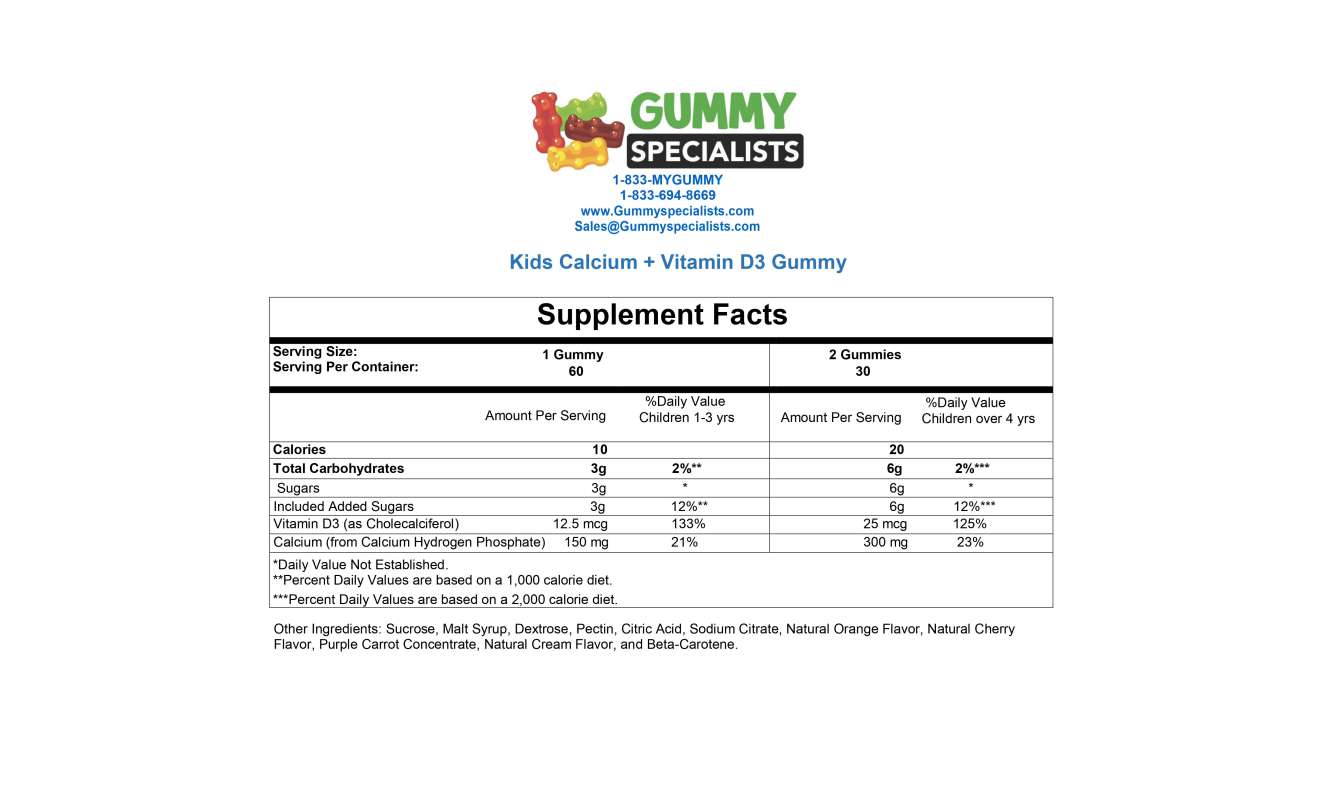 GUMMY
SPECIALISTS
1-833-MYGUMMY
1-833-694-8669
www.Gummyspecialists.com
Sales@Gummyspecialists.com
Kids Calcium + Vitamin D3 Gummy
Supplement Facts
Serving Size: 1 Gummy 2 Gummies
Serving Per Container: 60 30
%Daily Value %Daily Value
Amount Per Serving Children 1-3 yrs Amount Per Serving Children over 4 yrs
Calories 10 20
Total Carbohydrates 3g 2%** 6g 2%***
Sugars 3g * 6g *
Included Added Sugars 3g 12%** 6g 12%***
Vitamin D3 (as Cholecalciferol) 12.5 mcg 133% 25 mcg 125%
Calcium (from Calcium Hydrogen Phosphate) 150 mg 21% 300 mg 23%
*Daily Value Not Established.
**Percent Daily Values are based on a 1,000 calorie diet.
***Percent Daily Values are based on a 2,000 calorie diet.
Other Ingredients: Sucrose, Malt Syrup, Dextrose, Pectin, Citric Acid, Sodium Citrate, Natural Orange Flavor, Natural Cherry
Flavor, Purple Carrot Concentrate, Natural Cream Flavor, and Beta-Carotene.